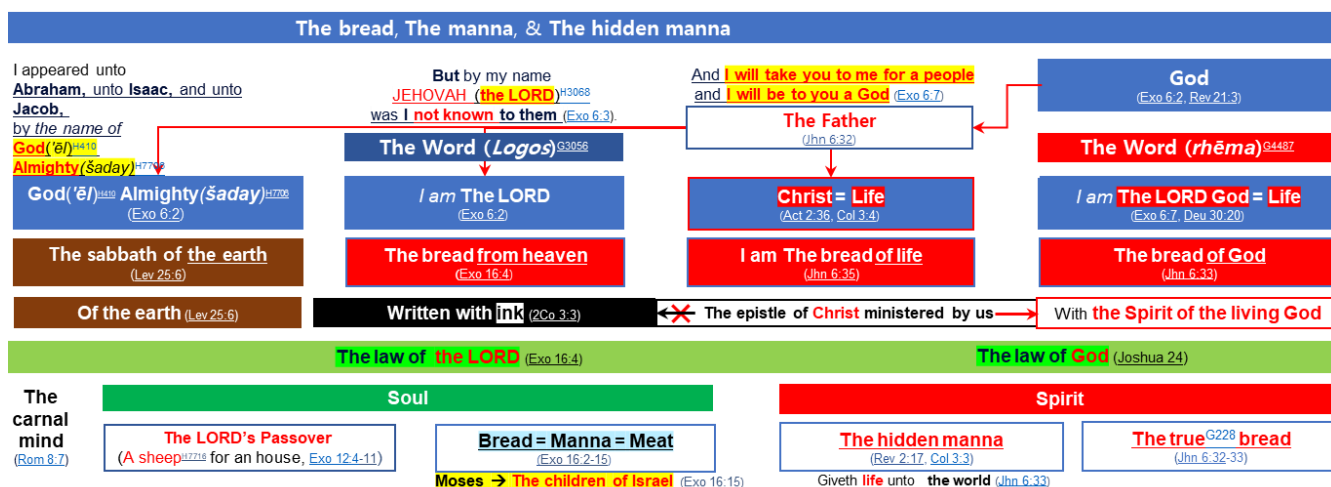 The bread, The manna, & The hidden manna
I appeared unto
Abraham, unto Isaac, and unto
Jacob,
by the name of
God('ēl)H410
Almighty(šaday)H7706
But by my name
JEHOVAH (the LORD)H3068
was I not known to them (Exo 6:3).
And I will take you to me for a people
and I will be to you a God (Exo 6:7)
The Father
(Jhn 6:32)
God
(Exo 6:2, Rev 21:3)
The Word (Logos)G3056
The Word (rhēma)G4487
God('ēl)H410 Almighty(šaday)H7706
(Exo 6:2)
I am The LORD
(Exo 6:2)
Christ = Life
(Act 2:36, Col 3:4)
I am The LORD God = Life
(Exo 6:7, Deu 30:20)
The sabbath of the earth
(Lev 25:6)
The bread from heaven
(Exo 16:4)
I am The bread of life
(Jhn 6:35)
The bread of God
(Jhn 6:33)
Of the earth (Lev 25:6)
Written with ink (2Co 3:3)
The epistle of Christ ministered by us
With the Spirit of the living God
The law of the LORD (Exo 16:4)
The law of God (Joshua 24)
The
carnal
mind
(Rom 8:7)
Soul
Spirit
The LORD's Passover
(A sheepH7716 for an house, Exo 12:4-11)
Bread = Manna = Meat
(Exo 16:2-15)
Moses → The children of Israel (Exo 16:15)
The hidden manna
(Rev 2:17, Col 3:3)
The trueG228 bread
(Jhn 6:32-33)
Giveth life unto the world (Jhn 6:33)